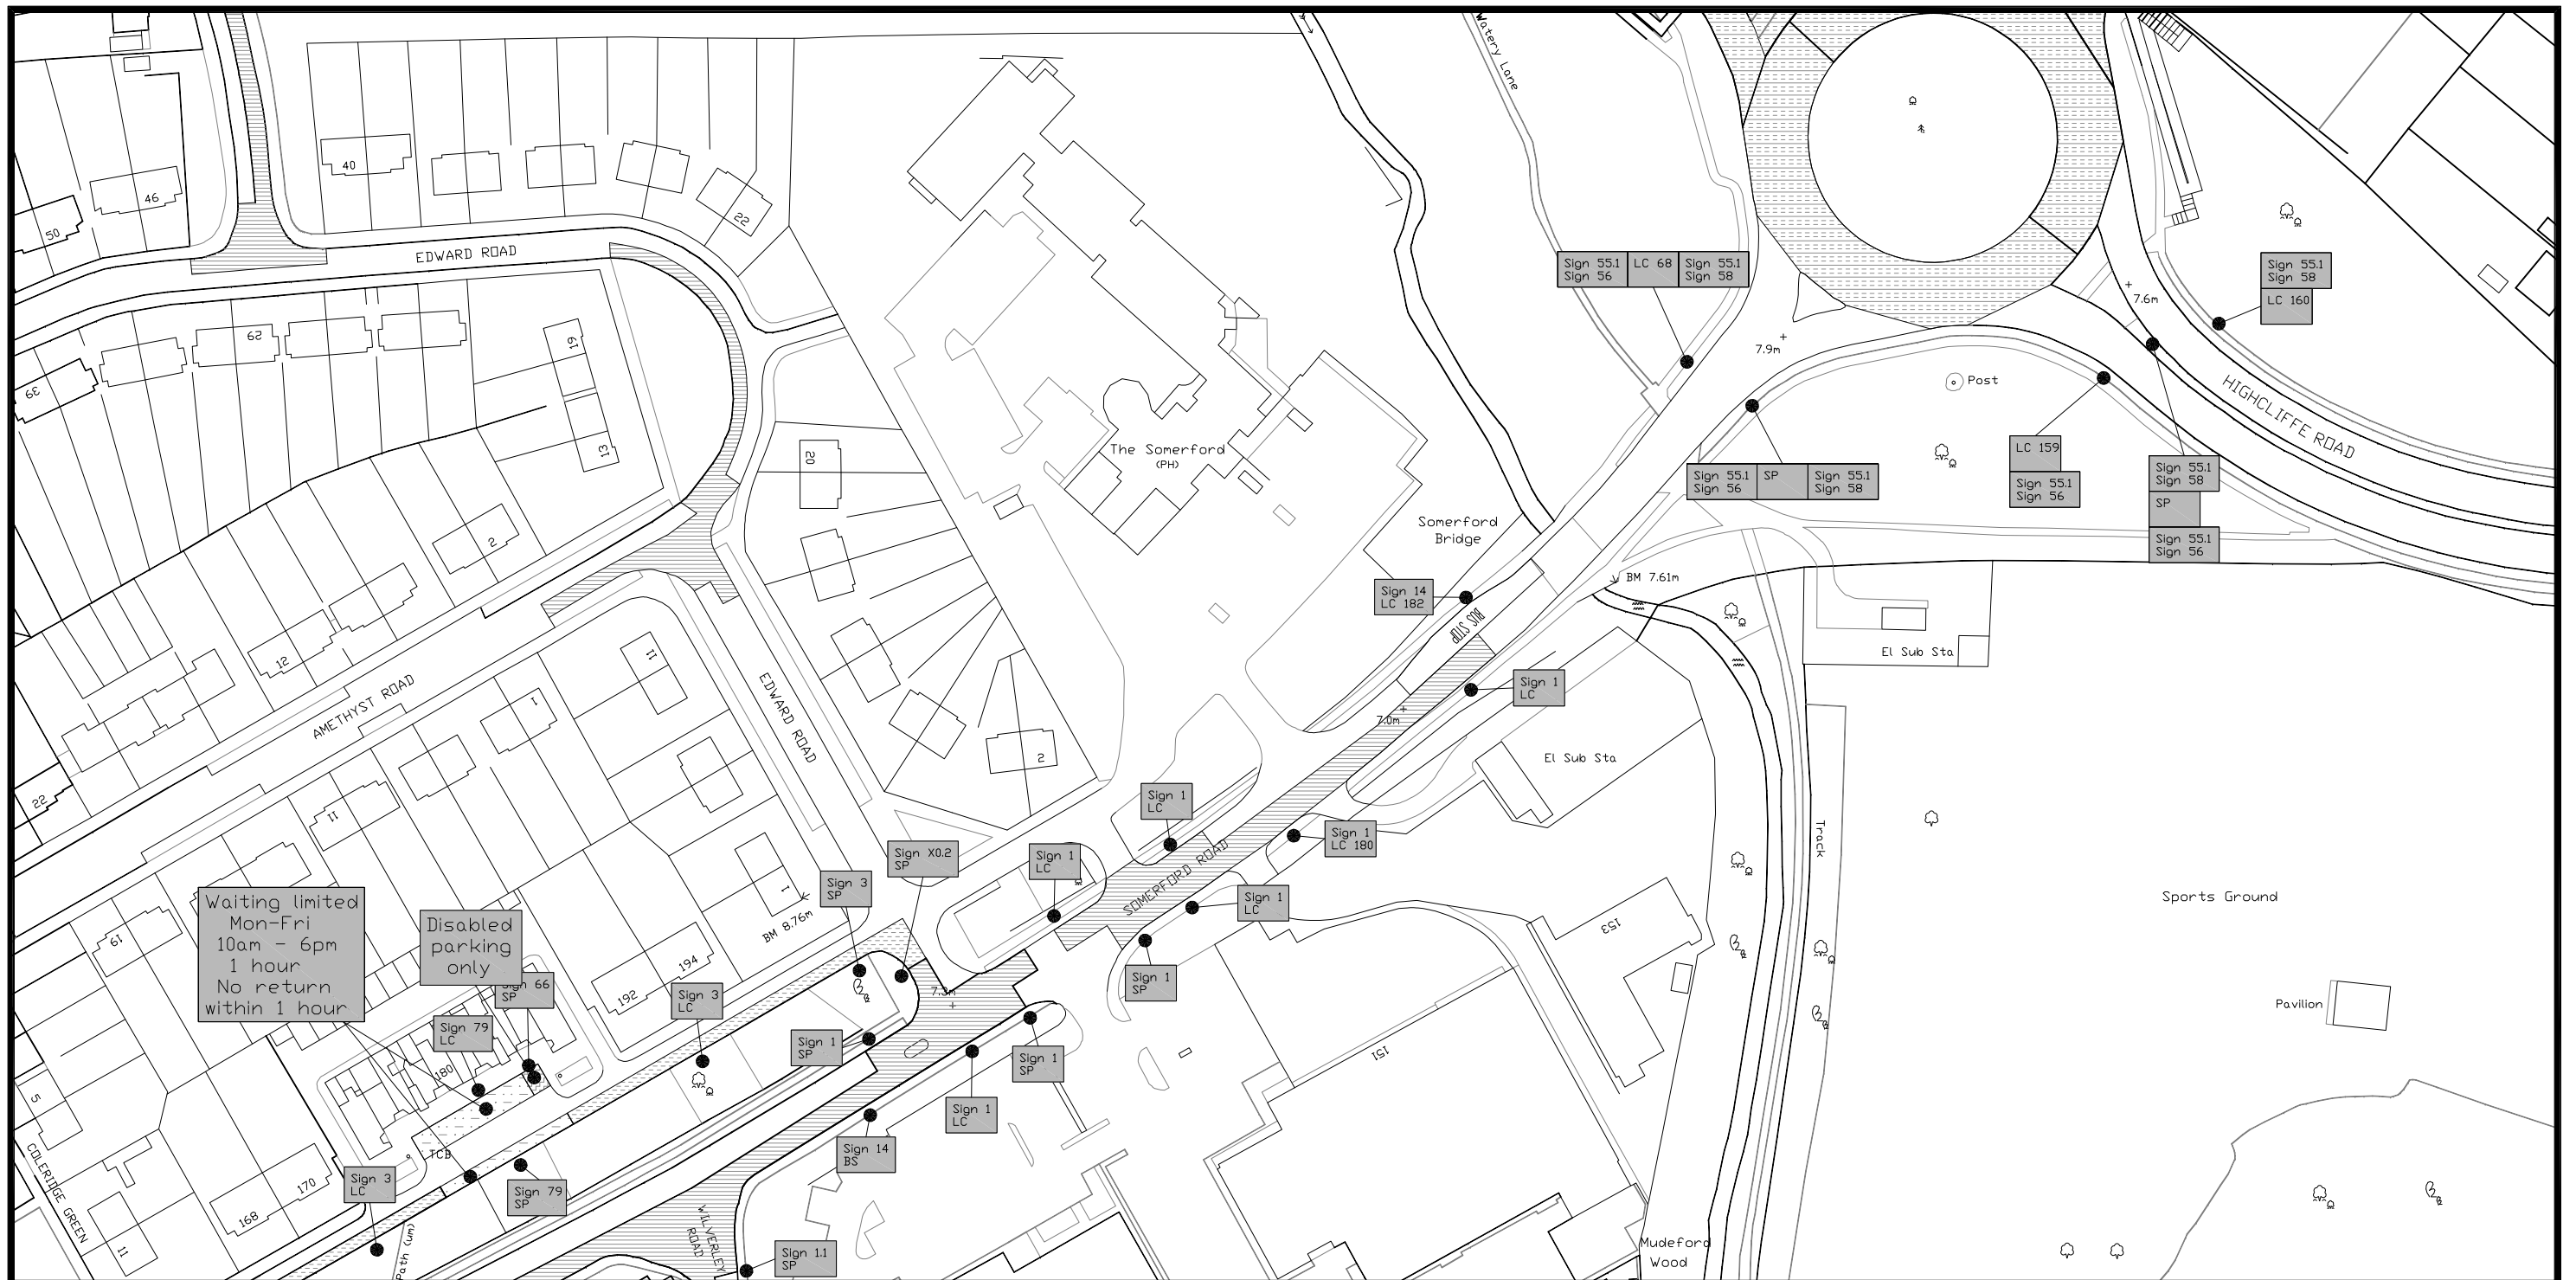 Watery Lane
46
50
40
22
EDWARD ROAD
Sign 55.1
Sign 56
LC 68
Sign 55.1
Sign 58
Sign 55.1
Sign 58
LC 160
7.6m
7.9m
39
62
19
13
Post
HIGHCLIFFE ROAD
20
The Somerford
(PH)
LC 159
Sign 55.1
Sign 56
Sign 55.1
Sign 56
SP
Sign 55.1
Sign 58
Sign 55.1
Sign 58
SP
Sign 55.1
Sign 56
Somerford
Bridge
2
BM 7.61m
Sign 14
LC 182
BUS STOP
12
11
El Sub Sta
AMETHYST ROAD
EDWARD ROAD
1
Sign 1
LC
7.0m
2
El Sub Sta
22
11
Sign 1
LC
Track
Sign 1
LC 180
SOMERFORD ROAD
Sign X0.2
SP
Sign 1
LC
Sign 3
SP
1
BM 8.76m
Sign 1
LC
Sports Ground
Waiting limited
Mon-Fri
10am - 6pm
1 hour
No return
within 1 hour
Disabled
parking
only
19
153
194
192
Sign 66
SP
Sign 3
LC
7.3m
Sign 1
SP
Pavilion
Sign 79
LC
Sign 1
SP
Sign 1
SP
151
180
5
Sign 1
LC
TCB
Sign 14
BS
COLERIDGE GREEN
Sign 3
LC
170
168
Sign 79
SP
11
Path (um)
WILVERLEY
ROAD
Sign 1.1
SP
Mudeford
Wood